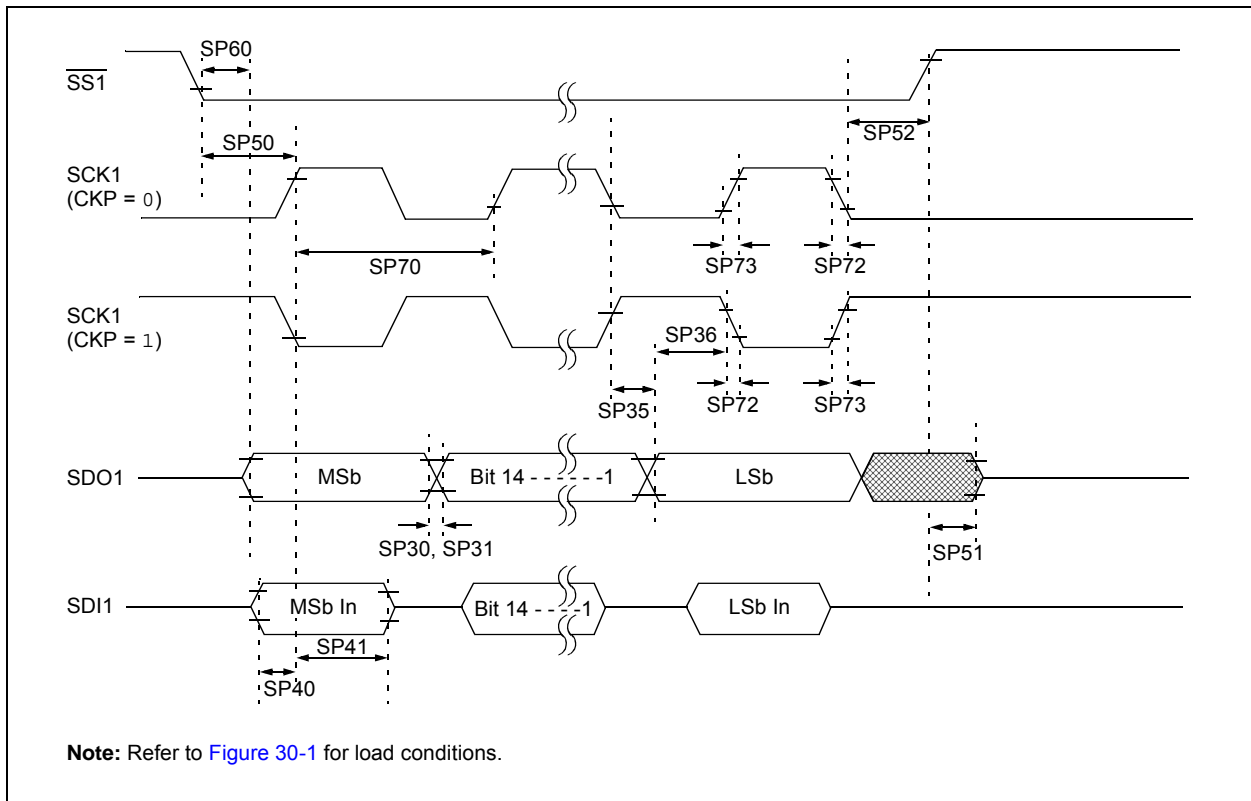 SP60
SS1
SP50
SP52
SCK1
(CKP = 0)
SP70
SP73
SP72
SCK1
(CKP = 1)
SP36
SP35
SP72
SP73
SDO1
MSb
Bit 14 - - - - - -1
LSb
SP30, SP31
SP51
SDI1
MSb In
Bit 14 - - - -1
LSb In
SP41
SP40
Note: Refer to Figure 30-1 for load conditions.